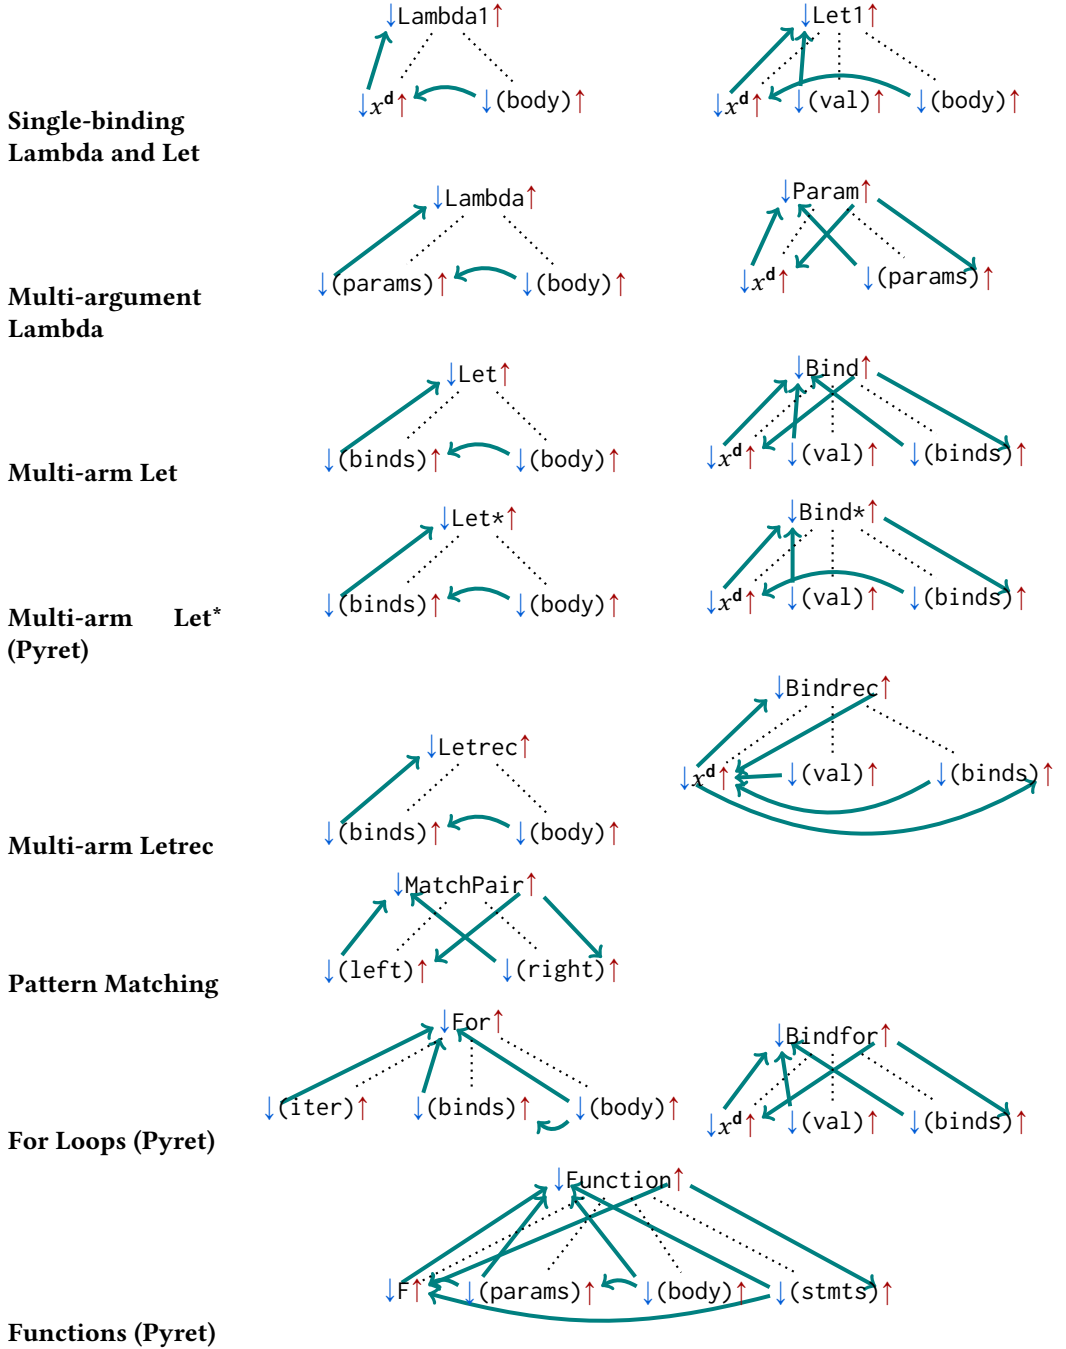 ↓Lambda1↑ ↓Let1↑
↓xᵈ↑ ↓(body)↑ ↓xᵈ↑ ↓(val)↑ ↓(body)↑
Single-binding
Lambda and Let
↓Lambda↑ ↓Param↑
↓(params)↑ ↓(body)↑ ↓xᵈ↑ ↓(params)↑
Multi-argument
Lambda
↓Let↑ ↓Bind↑
↓(binds)↑ ↓(body)↑ ↓xᵈ↑ ↓(val)↑ ↓(binds)↑
Multi-arm Let
↓Let*↑ ↓Bind*↑
↓(binds)↑ ↓(body)↑ ↓xᵈ↑ ↓(val)↑ ↓(binds)↑
Multi-arm Let*
(Pyret)
↓Bindrec↑
↓Letrec↑
↓xᵈ↑ ↓(val)↑ ↓(binds)↑
↓(binds)↑ ↓(body)↑
Multi-arm Letrec
↓MatchPair↑
↓(left)↑ ↓(right)↑
Pattern Matching
↓For↑ ↓Bindfor↑
↓(iter)↑ ↓(binds)↑ ↓(body)↑ ↓xᵈ↑ ↓(val)↑ ↓(binds)↑
For Loops (Pyret)
↓Function↑
↓F↑ ↓(params)↑ ↓(body)↑ ↓(stmts)↑
Functions (Pyret)